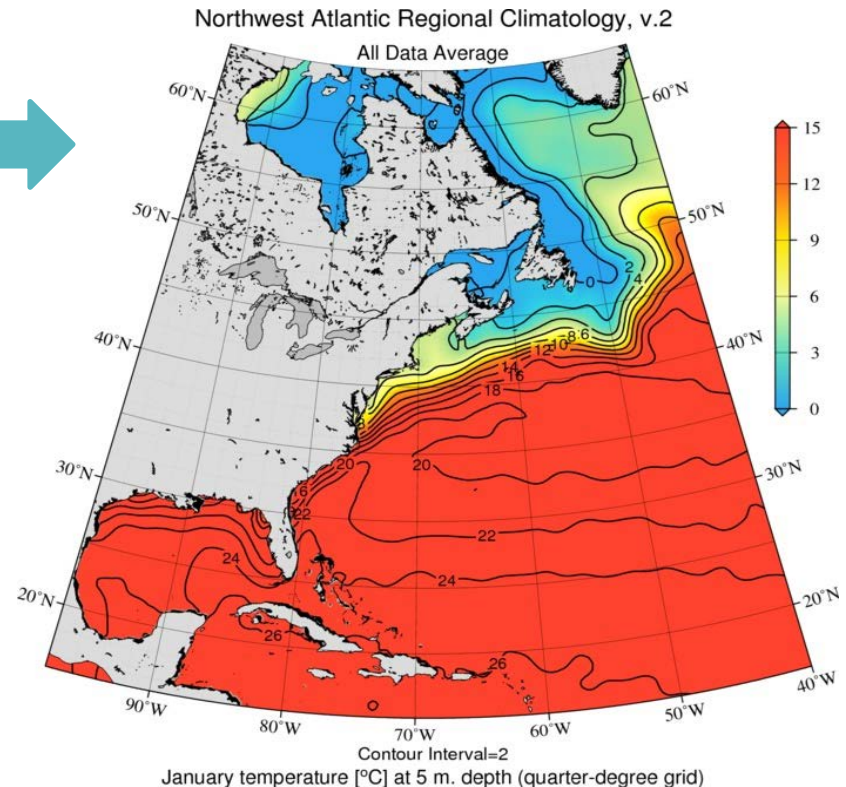 Northwest Atlantic Regional Climatology, v.2
All Data Average
60°N
60°N
15
12
9
6
3
0
50°N
50°N
0
2
4
40°N
40°N
6
8
10
12
14
16
18
20
20
30°N
30°N
16
22
22
24
24
20°N
20°N
26
26
90°W
80°W
70°W
60°W
50°W
40°W
Contour Interval=2
January temperature [°C] at 5 m. depth (quarter-degree grid)